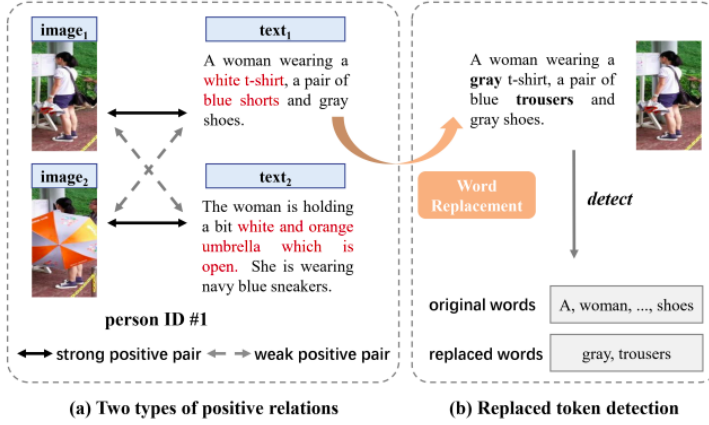 image1
text1
A woman wearing a
white t-shirt, a pair of
blue shorts and gray
shoes.
image2
text2
The woman is holding
a bit white and orange
umbrella which is
open. She is wearing
navy blue sneakers.
person ID #1
strong positive pair
weak positive pair
(a) Two types of positive relations
A woman wearing a
gray t-shirt, a pair of
blue trousers and
gray shoes.
Word
Replacement
detect
original words
A, woman, ..., shoes
replaced words
gray, trousers
(b) Replaced token detection